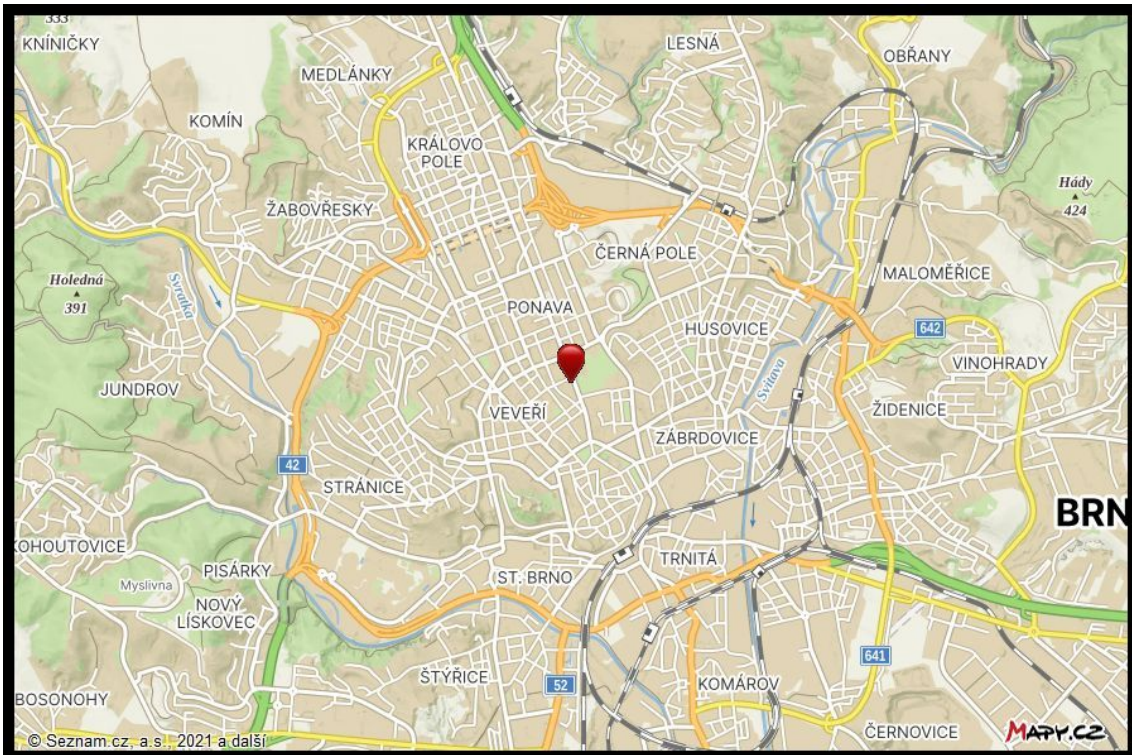 333
KNÍNIČKY
LESNÁ
OBŘANY
MEDLÁNKY
KOMÍN
KRÁLOVO
POLE
Hády
424
ŽABOVŘESKY
ČERNÁ POLE
Holedná
391
Svratka
MALOMĚŘICE
PONAVA
HUSOVICE
642
VINOHRADY
Svitava
JUNDROV
VEVEŘÍ
ŽIDENICE
ZÁBRDOVICE
42
STRÁNICE
BRN
KOHOUTOVICE
TRNITÁ
PISÁRKY
ST. BRNO
Myslivna
NOVÝ
LÍSKOVEC
641
ŠTÝŘICE
52
KOMÁROV
BOSONOHY
ČERNOVICE
© Seznam.cz, a.s., 2021 a další
MAPY.CZ